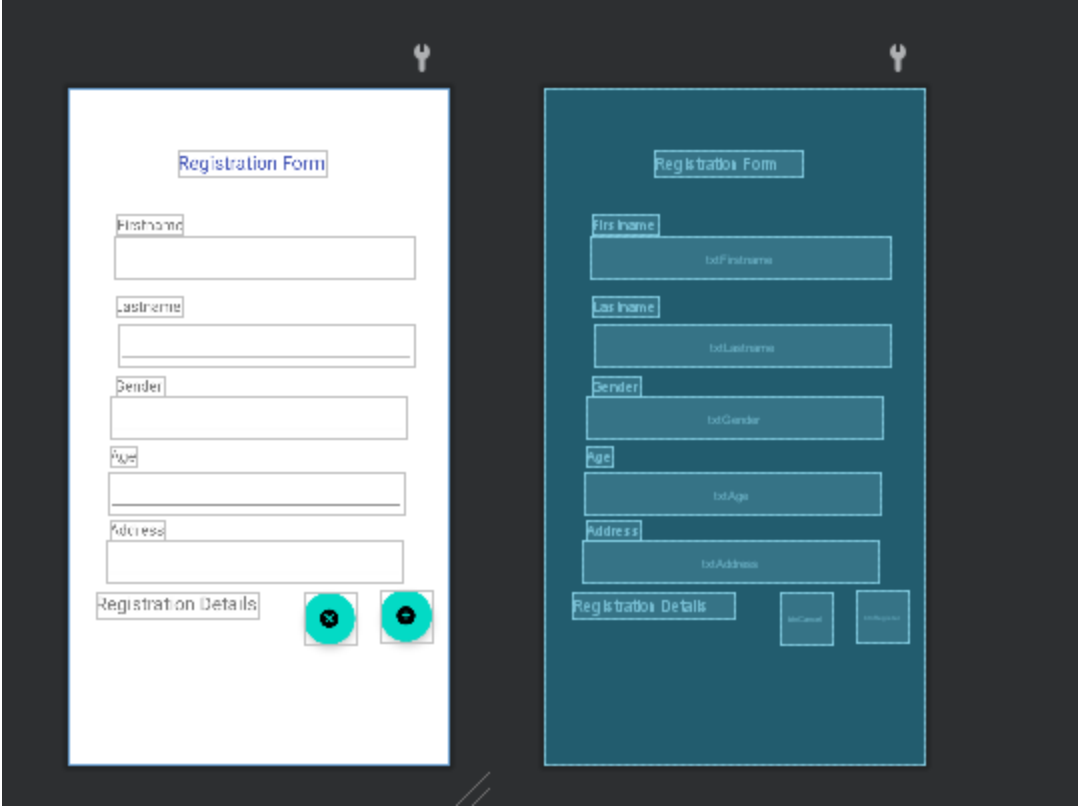 Registration Form
Firstname
Lastname
Gender
Age
Address
Registration Details
Registration Form
Firstname
txtFirstname
Lastname
txtLastname
Gender
txtGender
Age
txtAge
Address
txtAddress
Registration Details